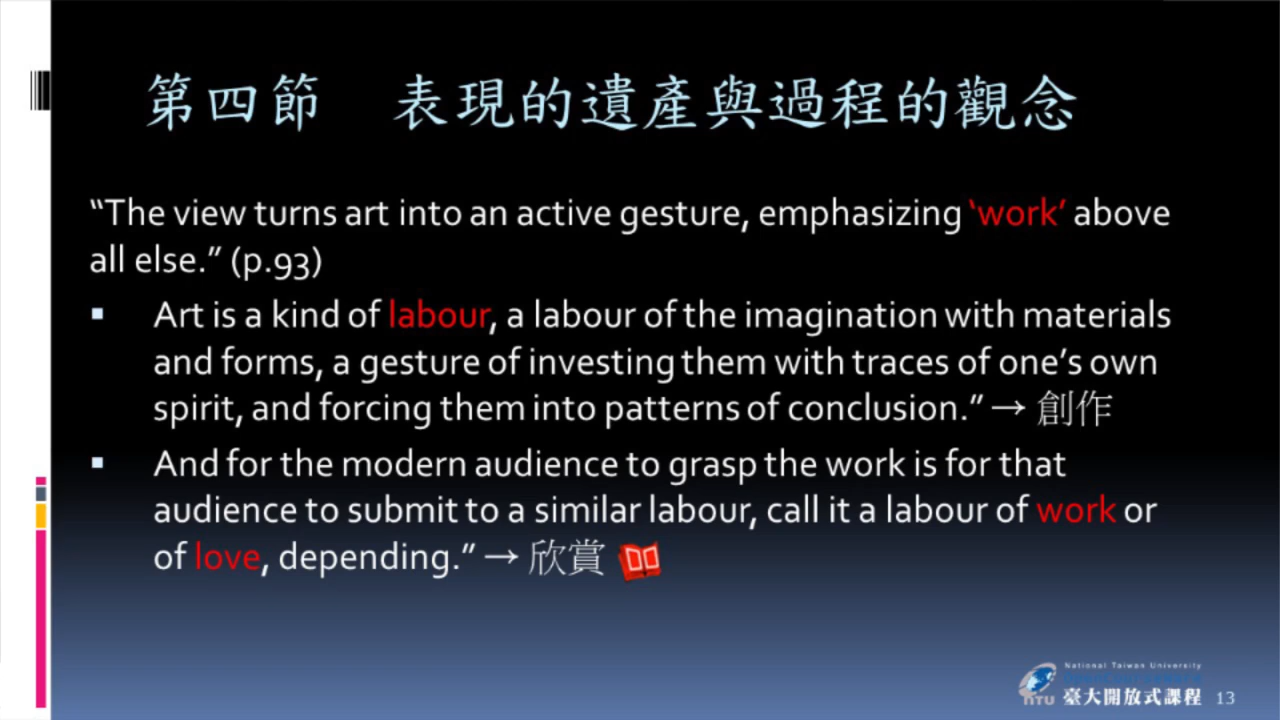 第四節 表現的遺產與過程的觀念
“The view turns art into an active gesture, emphasizing ‘work’ above
all else.” (p.93)
Art is a kind of labour, a labour of the imagination with materials
and forms, a gesture of investing them with traces of one’s own
spirit, and forcing them into patterns of conclusion.” → 創作
And for the modern audience to grasp the work is for that
audience to submit to a similar labour, call it a labour of work or
of love, depending.” → 欣賞
National Taiwan University
OpenCourseWare
NTU 臺大開放式課程 13